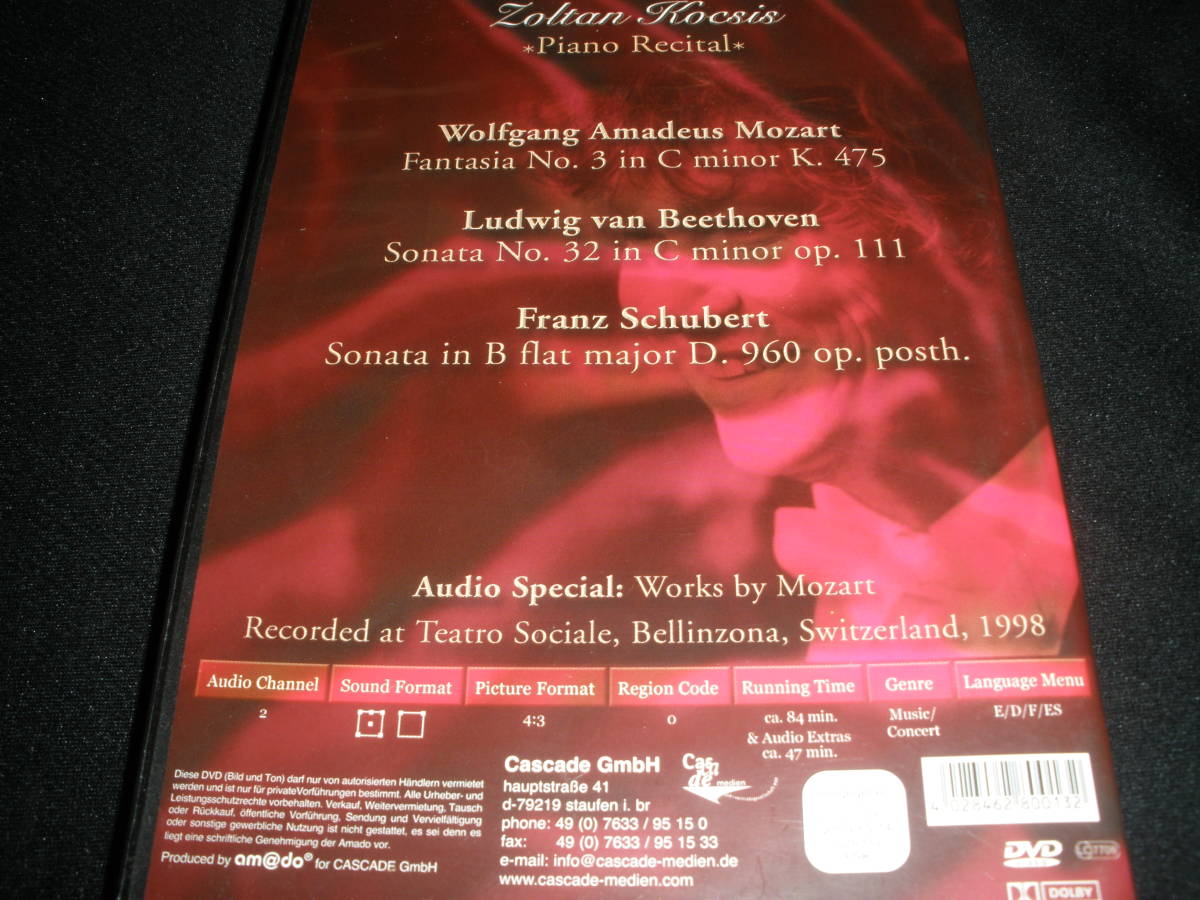 Zoltan Kocsis
*Piano Recital*
Wolfgang Amadeus Mozart
Fantasia No. 3 in C minor K. 475
Ludwig van Beethoven
Sonata No. 32 in C minor op. 111
Franz Schubert
Sonata in B flat major D. 960 op. posth.
Audio Special: Works by Mozart
Recorded at Teatro Sociale, Bellinzona, Switzerland, 1998
Audio Channel
2
Sound Format
Picture Format
4:3
Region Code
0
Running Time
ca. 84 min.
& Audio Extras
ca. 47 min.
Genre
Music/
Concert
Language Menu
E/D/F/ES
Diese DVD (Bild und Ton) darf nur von autorisierten Händlern vermietet
werden und ist nur für privateVorführungen bestimmt. Alle Urheber- und
Leistungsschutzrechte vorbehalten. Verkauf, Weitervermietung, Tausch
oder Rückkauf, öffentliche Vorführung, Sendung und Vervielfältigung
oder sonstige gewerbliche Nutzung ist nicht gestattet, es sei denn es
liegt eine schriftliche Genehmigung der Amado vor.
Produced by am@do® for CASCADE GmbH
Cascade GmbH
hauptstraße 41
d-79219 staufen i. br
phone: 49 (0) 7633 / 95 15 0
fax: 49 (0) 7633 / 95 15 33
e-mail: info@cascade-medien.de
www.cascade-medien.com
Cas
de medien
4 028462 800132
DVD
DOLBY